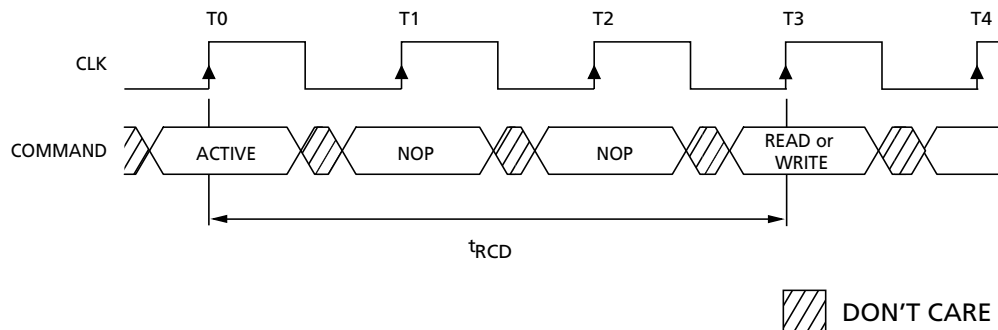 T0 T1 T2 T3 T4
CLK
COMMAND ACTIVE NOP NOP READ or
WRITE
tRCD
DON'T CARE